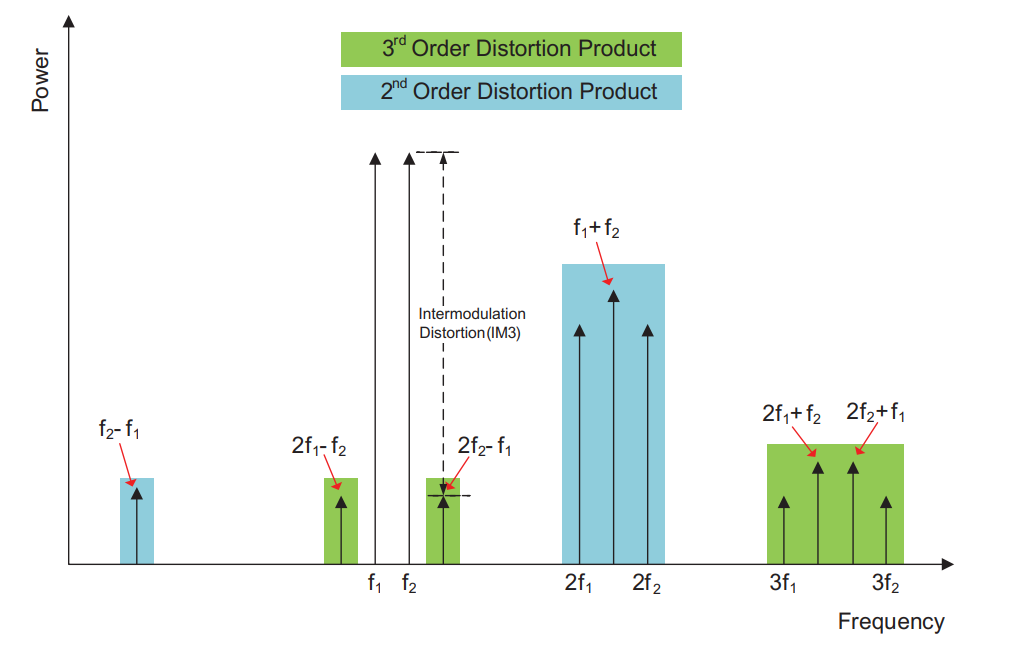 Power
3rd Order Distortion Product
2nd Order Distortion Product
f1+f2
Intermodulation
Distortion(IM3)
f2-f1
2f1-f2
2f2-f1
2f1+f2
2f2+f1
f1
f2
2f1
2f2
3f1
3f2
Frequency